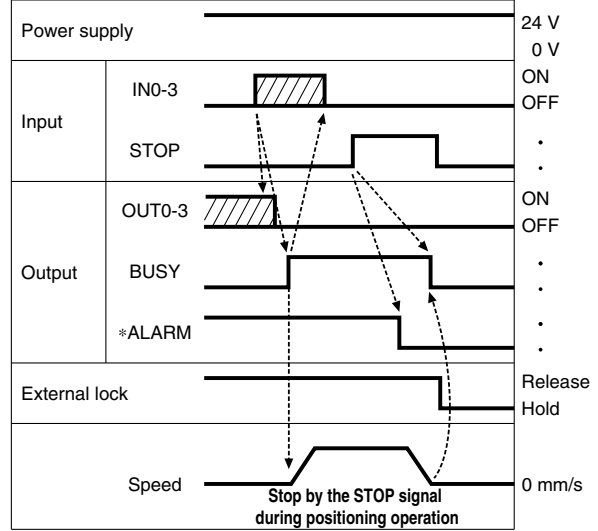 Power supply
24 V
0 V
Input
IN0-3
ON
OFF
STOP
Output
OUT0-3
ON
OFF
BUSY
*ALARM
External lock
Release
Hold
Speed
0 mm/s
Stop by the STOP signal
during positioning operation